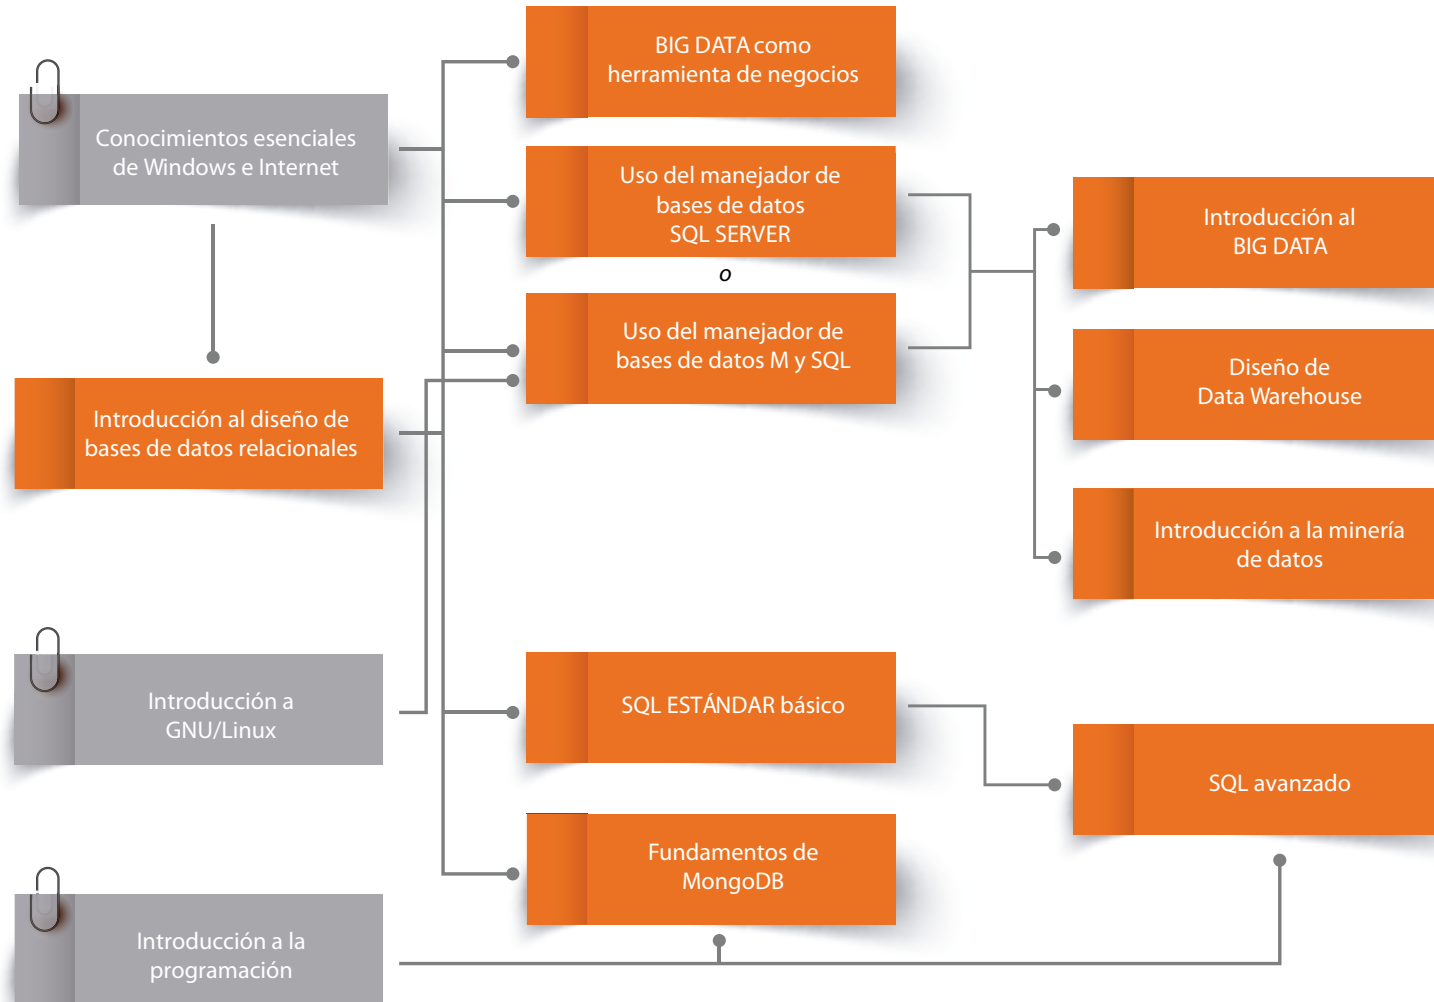 BIG DATA como
herramienta de negocios
Conocimientos esenciales
de Windows e Internet
Uso del manejador de
bases de datos
SQL SERVER
o
Introducción al
BIG DATA
Uso del manejador de
bases de datos M y SQL
Diseño de
Data Warehouse
Introducción al diseño de
bases de datos relacionales
Introducción a la minería
de datos
Introducción a
GNU/Linux
SQL ESTÁNDAR básico
SQL avanzado
Fundamentos de
MongoDB
Introducción a la
programación